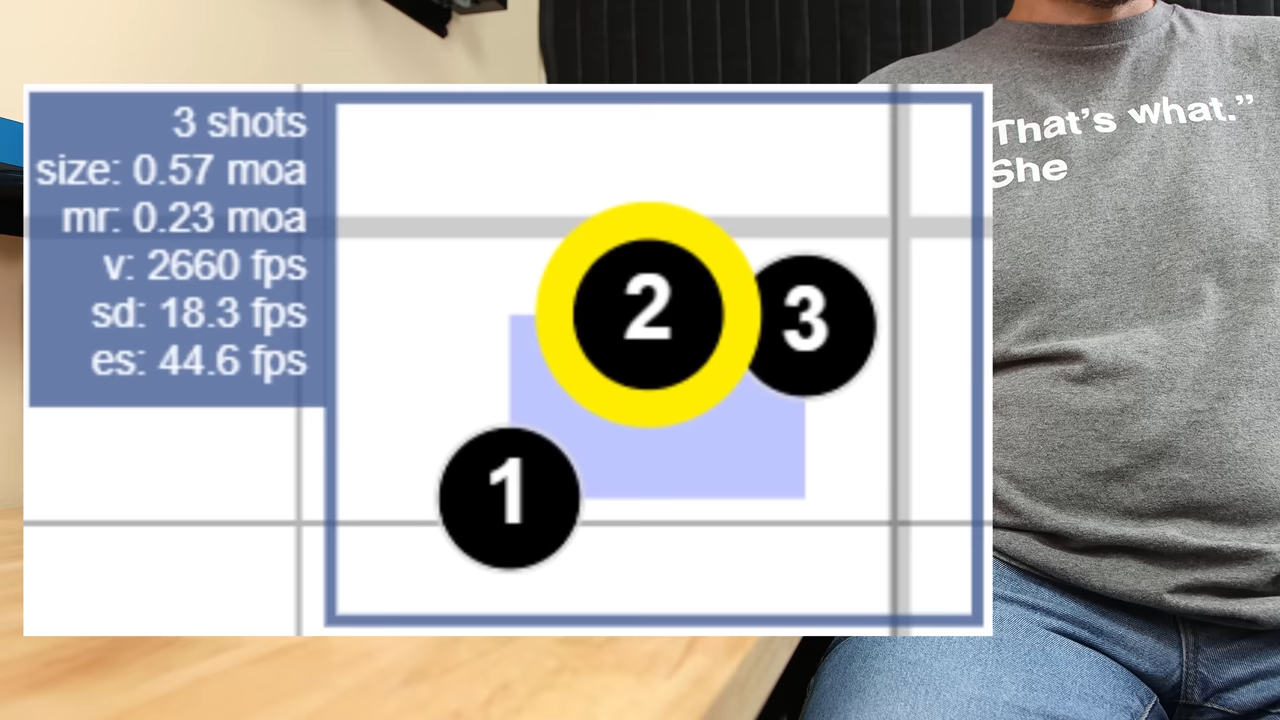 3 shots
size: 0.57 moa
mr: 0.23 moa
v: 2660 fps
sd: 18.3 fps
es: 44.6 fps
2
3
1
That's what.”
She